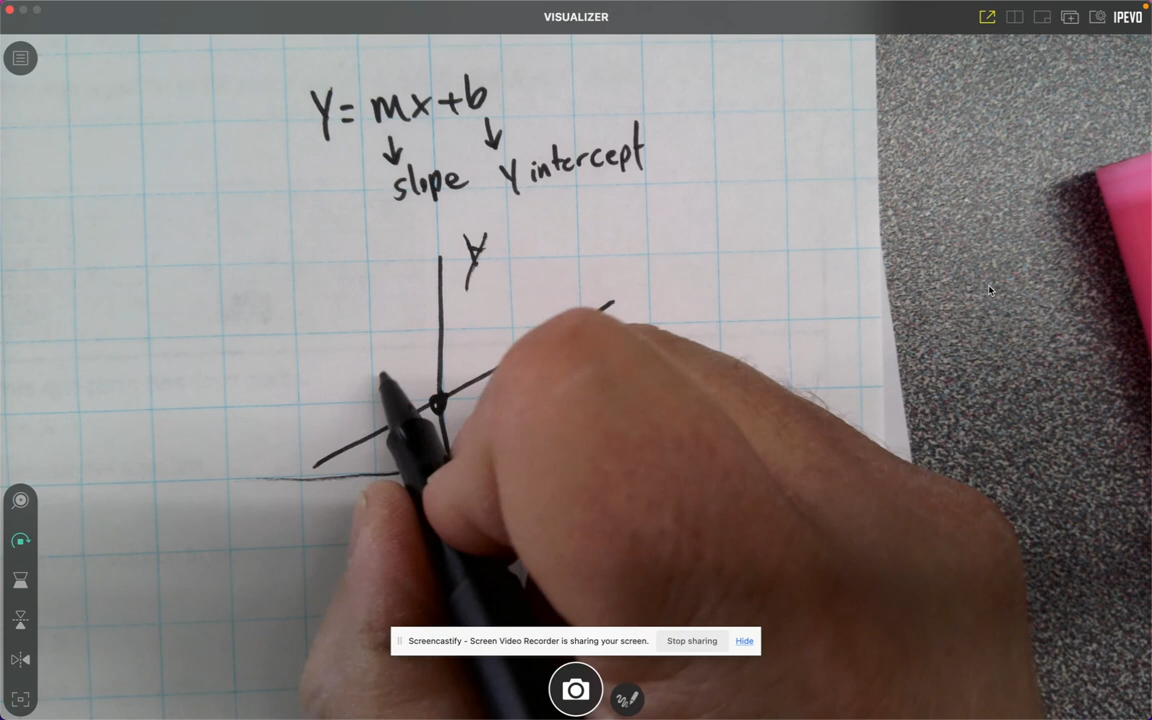 VISUALIZER
IPEVO
Y = mx + b
slope Y intercept
Y
Screencastify - Screen Video Recorder is sharing your screen. Stop sharing Hide